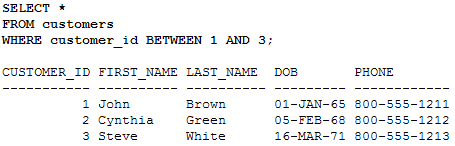 SELECT *
FROM customers
WHERE customer_id BETWEEN 1 AND 3;
CUSTOMER_ID FIRST_NAME LAST_NAME  DOB       PHONE
----------- ---------- ---------- --------- ------------
          1 John       Brown      01-JAN-65 800-555-1211
          2 Cynthia    Green      05-FEB-68 800-555-1212
          3 Steve      White      16-MAR-71 800-555-1213